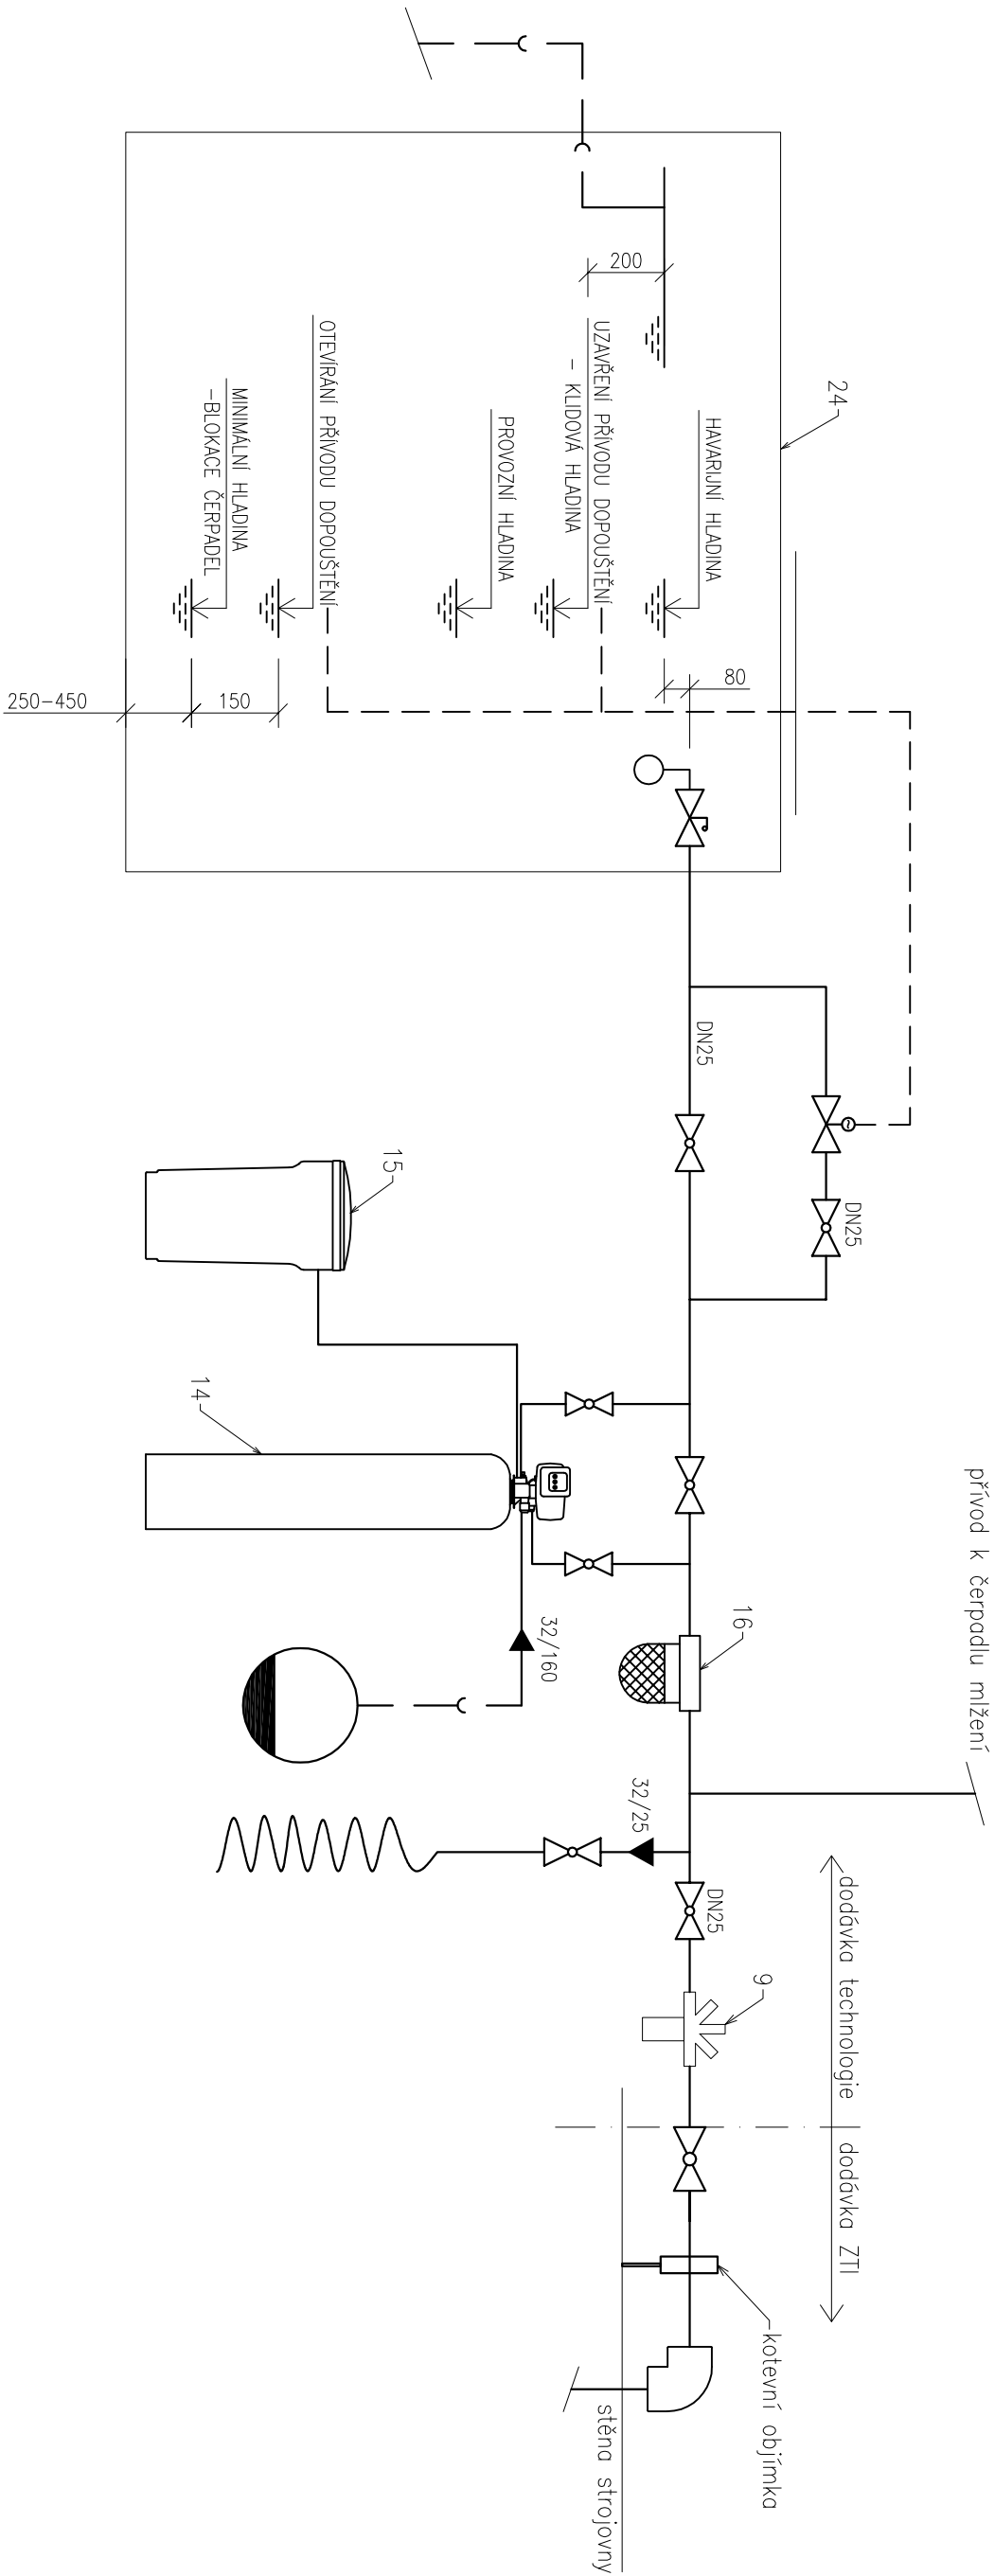 24
200
HAVARIJNÍ HLADINA
UZAVŘENÍ PŘÍVODU DOPOUŠTĚNÍ
- KLIDOVÁ HLADINA
PROVOZNÍ HLADINA
OTEVÍRÁNÍ PŘÍVODU DOPOUŠTĚNÍ
MINIMÁLNÍ HLADINA
-BLOKACE ČERPADEL
80
150
250-450
DN25
DN25
15
14
přívod k čerpadlu mlžení
16
32/160
32/25
DN25
9
dodávka technologie
dodávka ZTI
kotevní objímka
stěna strojovny